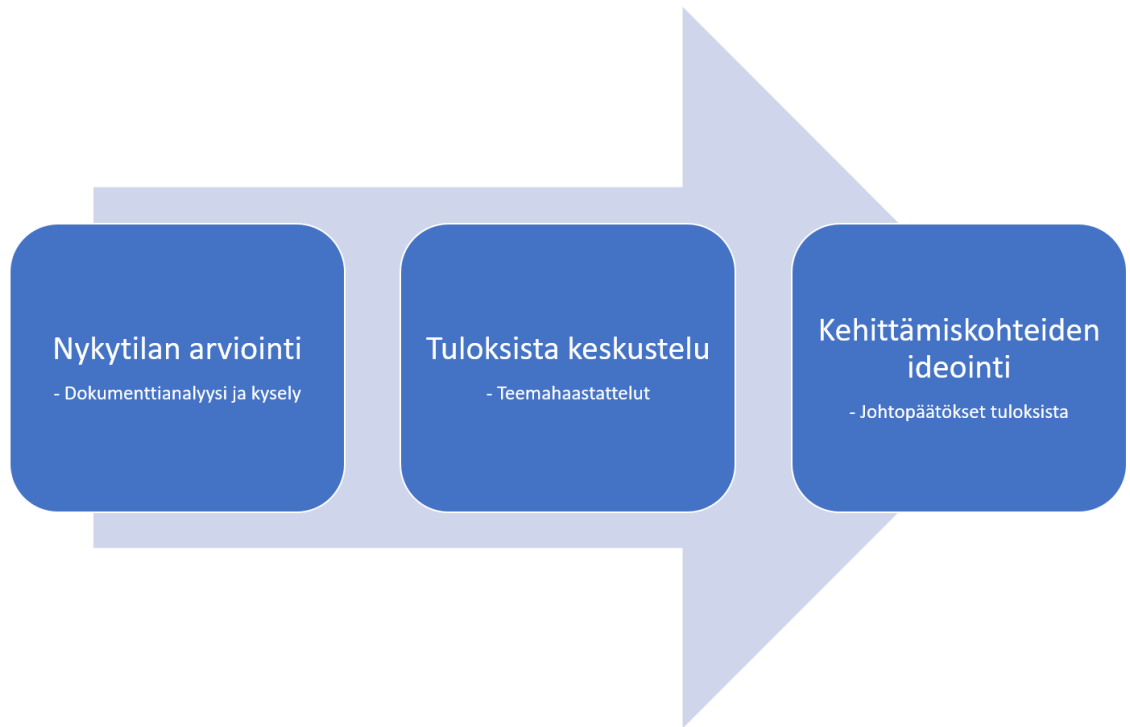 Nykytilan arviointi
- Dokumenttianalyysi ja kysely
Tuloksista keskustelu
- Teemahaastattelut
Kehittämiskohteiden
ideointi
- Johtopäätökset tuloksista